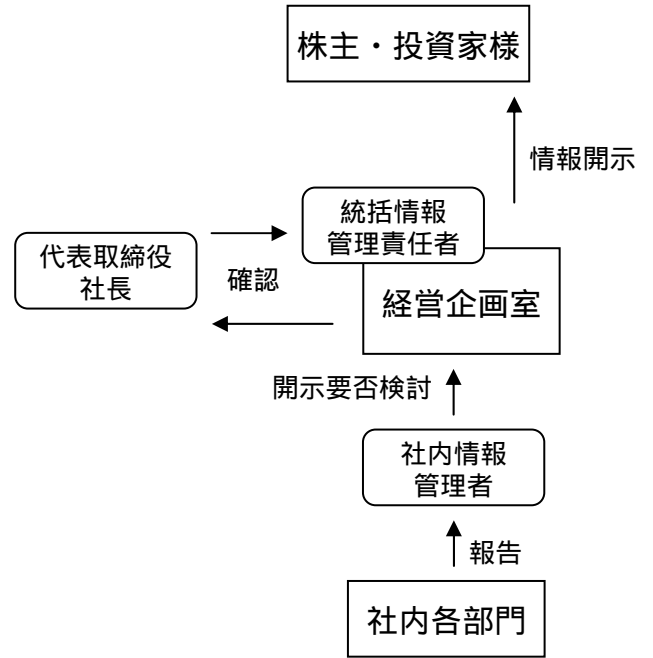 株主・投資家様
情報開示
統括情報
管理責任者
代表取締役
社長
確認
経営企画室
開示要否検討
社内情報
管理者
報告
社内各部門